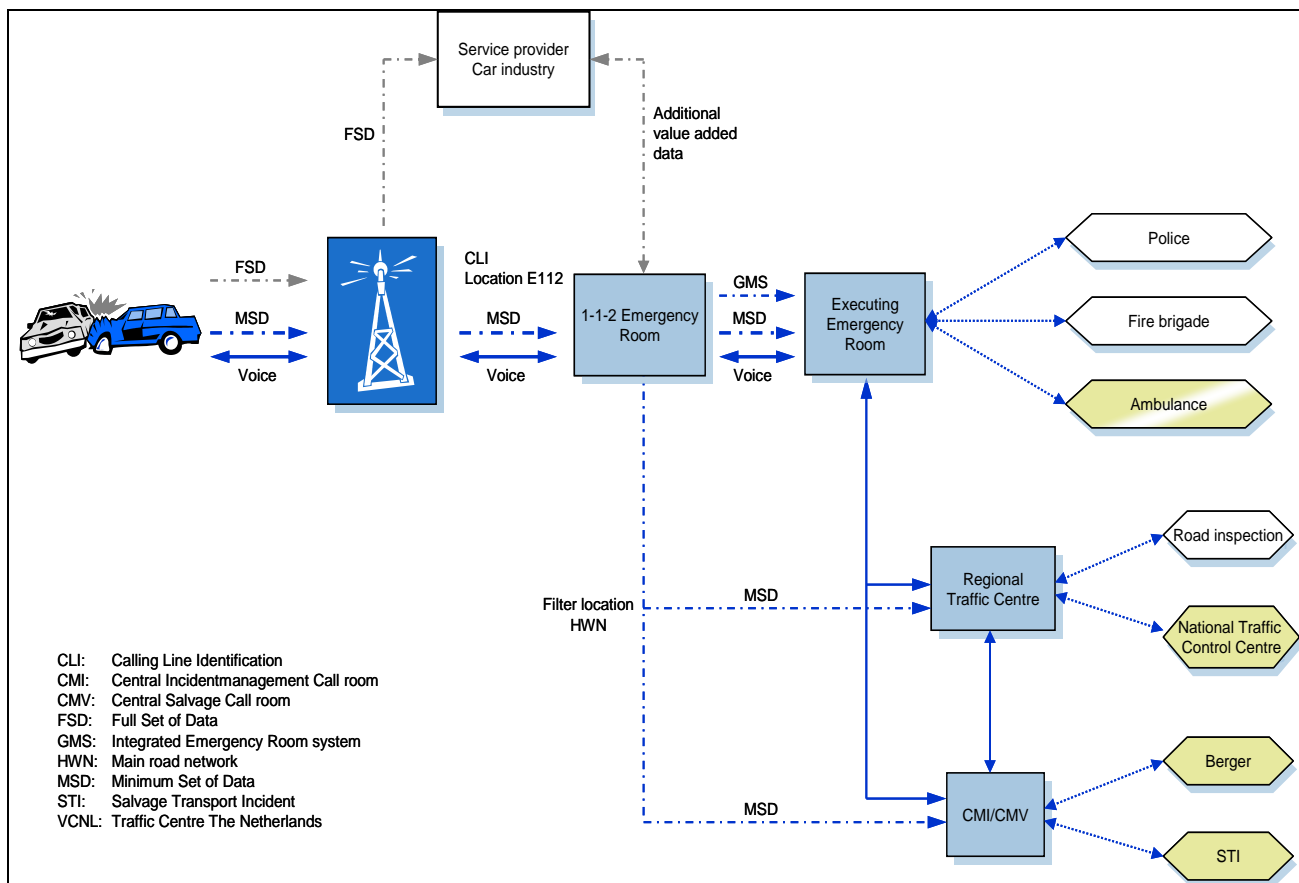 Service provider
Car industry
FSD
Additional
value added
data
FSD
MSD
Voice
CLI
Location E112
MSD
Voice
1-1-2 Emergency
Room
GMS
MSD
Voice
Executing
Emergency
Room
Police
Fire brigade
Ambulance
Filter location
HWN
MSD
Regional
Traffic Centre
Road inspection
National Traffic
Control Centre
MSD
CMI/CMV
Berger
STI
CLI: Calling Line Identification
CMI: Central Incidentmanagement Call room
CMV: Central Salvage Call room
FSD: Full Set of Data
GMS: Integrated Emergency Room system
HWN: Main road network
MSD: Minimum Set of Data
STI: Salvage Transport Incident
VCNL: Traffic Centre The Netherlands